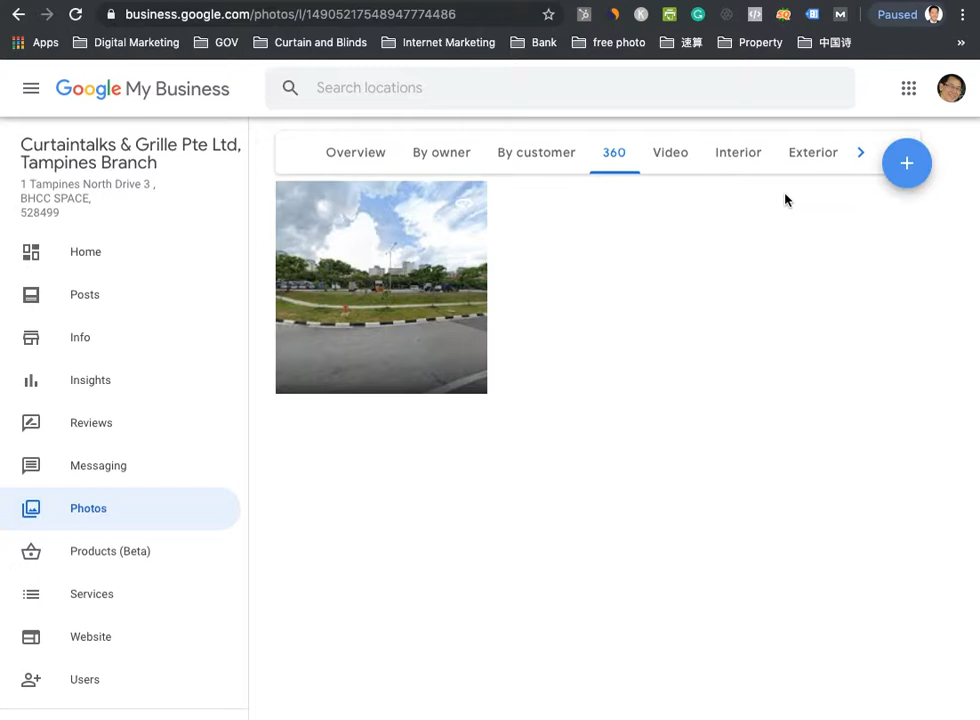 business.google.com/photos/l/14905217548947774486
Paused
Apps
Digital Marketing
GOV
Curtain and Blinds
Internet Marketing
Bank
free photo
速算
Property
中国诗
»
Google My Business
Search locations
Curtaintalks & Grille Pte Ltd,
Tampines Branch
1 Tampines North Drive 3 ,
BHCC SPACE,
528499
Overview
By owner
By customer
360
Video
Interior
Exterior
Home
Posts
Info
Insights
Reviews
Messaging
Photos
Products (Beta)
Services
Website
Users